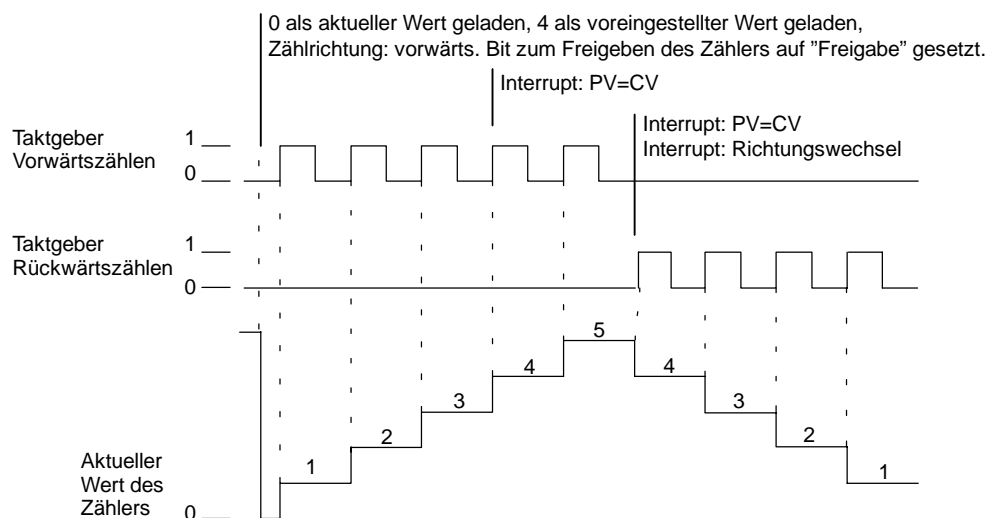 0 als aktueller Wert geladen, 4 als voreingestellter Wert geladen,
Zählrichtung: vorwärts. Bit zum Freigeben des Zählers auf ”Freigabe” gesetzt.
Interrupt: PV=CV
Interrupt: PV=CV
Interrupt: Richtungswechsel
Taktgeber
Vorwärtszählen
1
0
Taktgeber
Rückwärtszählen
1
0
5
4
4
3
3
2
2
1
1
Aktueller
Wert des
Zählers
0